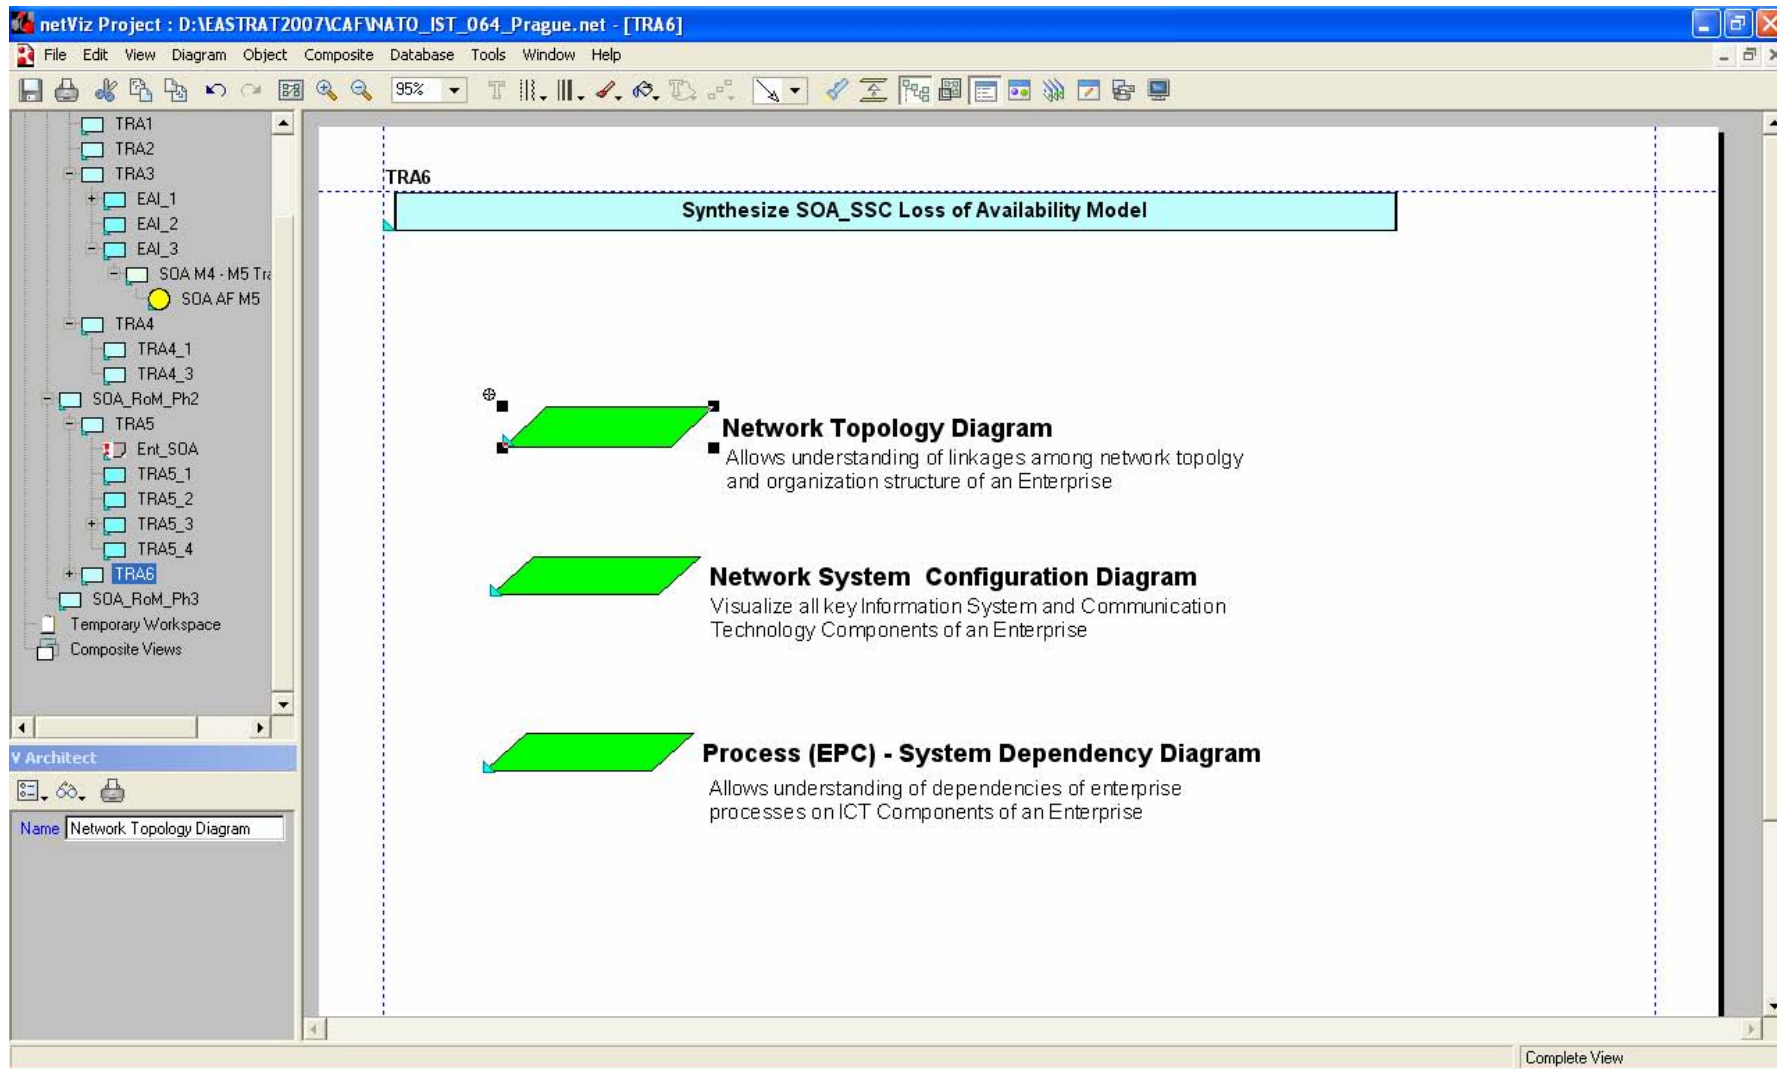 netViz Project : D:\EASTRAT2007\CAF\NATO_IST_064_Prague.net - [TRA6]
File Edit View Diagram Object Composite Database Tools Window Help
95%
TRA1
TRA2
TRA3
EAI_1
EAI_2
EAI_3
SOA M4 - M5 Tra
SOA AF M5
TRA4
TRA4_1
TRA4_3
SOA_RoM_Ph2
TRA5
Ent_SOA
TRA5_1
TRA5_2
TRA5_3
TRA5_4
TRA6
SOA_RoM_Ph3
Temporary Workspace
Composite Views
Architect
Name Network Topology Diagram
TRA6
Synthesize SOA_SSC Loss of Availability Model
Network Topology Diagram
Allows understanding of linkages among network topolgy
and organization structure of an Enterprise
Network System Configuration Diagram
Visualize all key Information System and Communication
Technology Components of an Enterprise
Process (EPC) - System Dependency Diagram
Allows understanding of dependencies of enterprise
processes on ICT Components of an Enterprise
Complete View